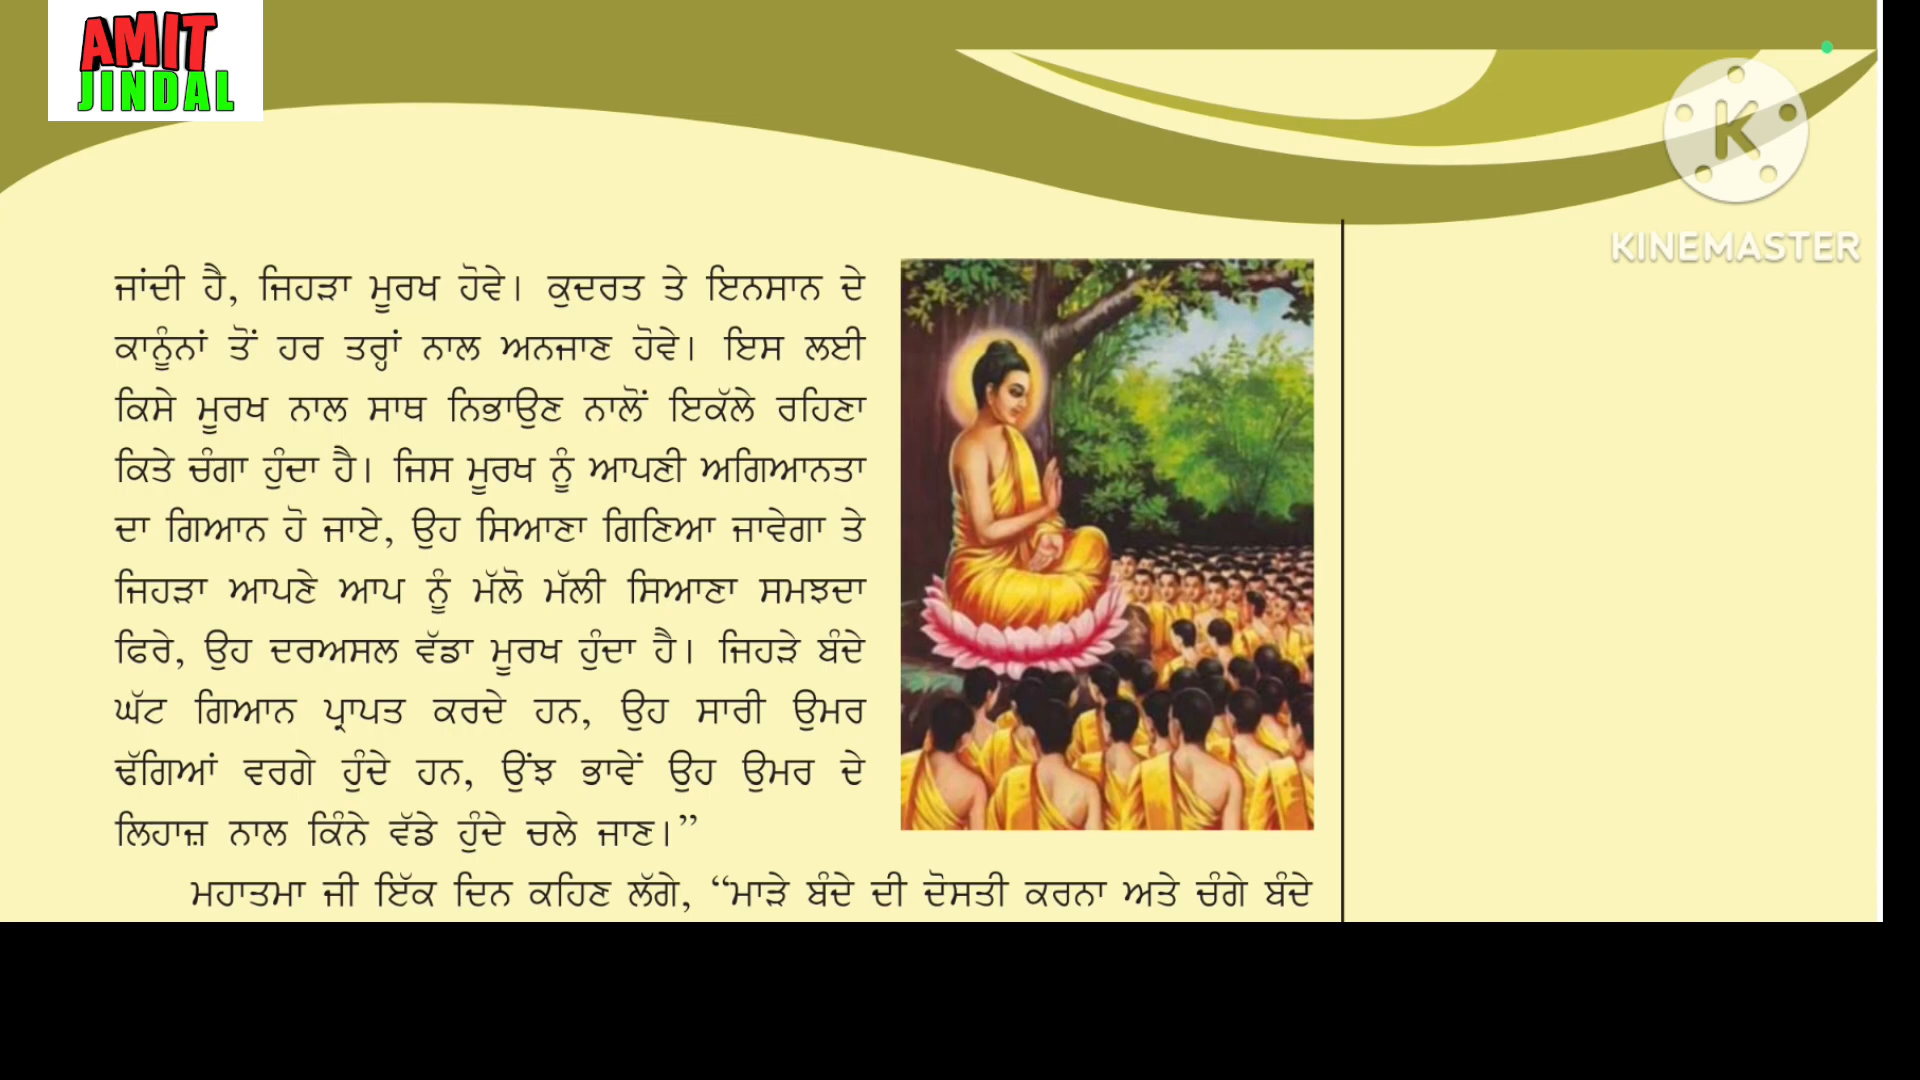 AMIT
JINDAL
KINEMASTER
ਜਾਂਦੀ ਹੈ, ਜਿਹੜਾ ਮੂਰਖ ਹੋਵੇ। ਕੁਦਰਤ ਤੇ ਇਨਸਾਨ ਦੇ
ਕਾਨੂੰਨਾਂ ਤੋਂ ਹਰ ਤਰ੍ਹਾਂ ਨਾਲ ਅਨਜਾਣ ਹੋਵੇ। ਇਸ ਲਈ
ਕਿਸੇ ਮੂਰਖ ਨਾਲ ਸਾਥ ਨਿਭਾਉਣ ਨਾਲੋਂ ਇਕੱਲੇ ਰਹਿਣਾ
ਕਿਤੇ ਚੰਗਾ ਹੁੰਦਾ ਹੈ। ਜਿਸ ਮੂਰਖ ਨੂੰ ਆਪਣੀ ਅਗਿਆਨਤਾ
ਦਾ ਗਿਆਨ ਹੋ ਜਾਏ, ਉਹ ਸਿਆਣਾ ਗਿਣਿਆ ਜਾਵੇਗਾ ਤੇ
ਜਿਹੜਾ ਆਪਣੇ ਆਪ ਨੂੰ ਮੱਲੋ ਮੱਲੀ ਸਿਆਣਾ ਸਮਝਦਾ
ਫਿਰੇ, ਉਹ ਦਰਅਸਲ ਵੱਡਾ ਮੂਰਖ ਹੁੰਦਾ ਹੈ। ਜਿਹੜੇ ਬੰਦੇ
ਘੱਟ ਗਿਆਨ ਪ੍ਰਾਪਤ ਕਰਦੇ ਹਨ, ਉਹ ਸਾਰੀ ਉਮਰ
ਢੱਗਿਆਂ ਵਰਗੇ ਹੁੰਦੇ ਹਨ, ਉਂਝ ਭਾਵੇਂ ਉਹ ਉਮਰ ਦੇ
ਲਿਹਾਜ਼ ਨਾਲ ਕਿੰਨੇ ਵੱਡੇ ਹੁੰਦੇ ਚਲੇ ਜਾਣ।”
ਮਹਾਤਮਾ ਜੀ ਇੱਕ ਦਿਨ ਕਹਿਣ ਲੱਗੇ, “ਮਾੜੇ ਬੰਦੇ ਦੀ ਦੋਸਤੀ ਕਰਨਾ ਅਤੇ ਚੰਗੇ ਬੰਦੇ